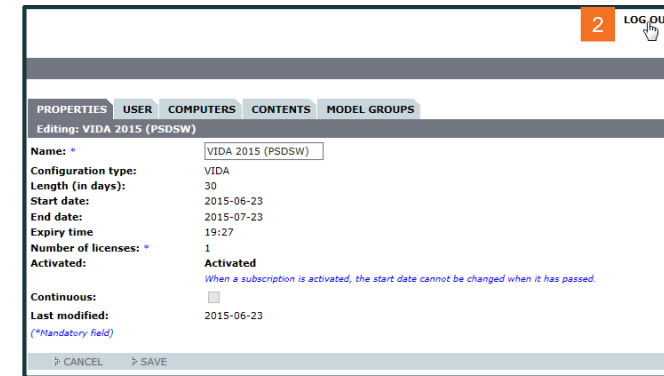 2 LOG OU
PROPERTIES USER COMPUTERS CONTENTS MODEL GROUPS
Editing: VIDA 2015 (PSDSW)
Name: * VIDA 2015 (PSDSW)
Configuration type: VIDA
Length (in days): 30
Start date: 2015-06-23
End date: 2015-07-23
Expiry time 19:27
Number of licenses: * 1
Activated: Activated
When a subscription is activated, the start date cannot be changed when it has passed.
Continuous:
Last modified: 2015-06-23
(*Mandatory field)
CANCEL SAVE